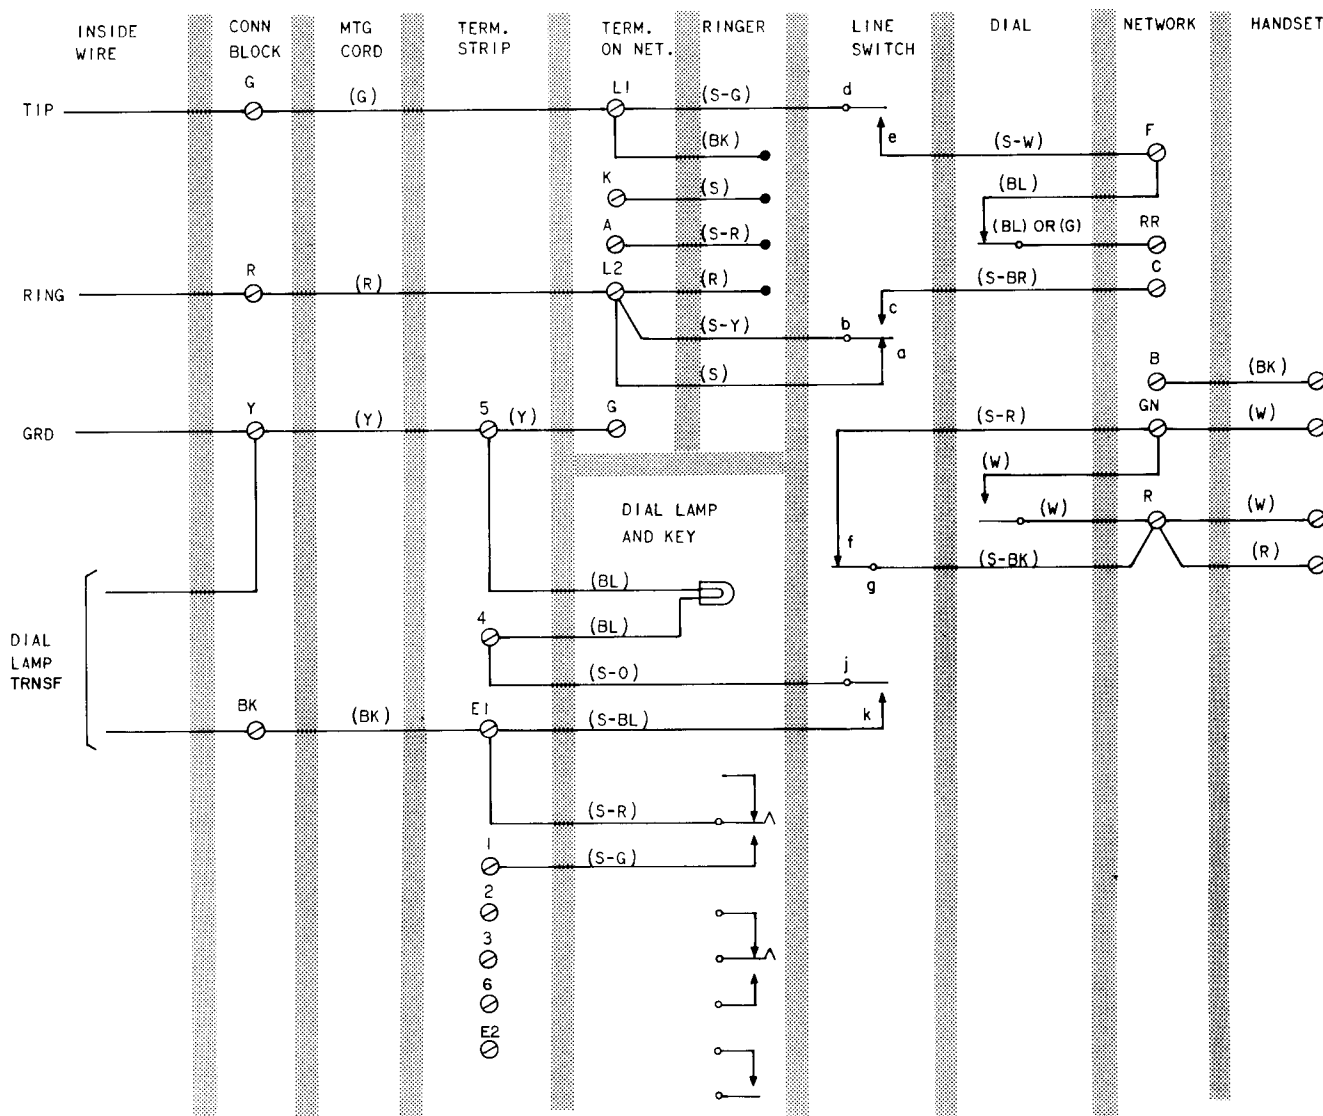 INSIDE WIRE
CONN BLOCK
MTG CORD
TERM. STRIP
TERM. ON NET.
RINGER
LINE SWITCH
DIAL
NETWORK
HANDSET
TIP
G
(G)
L1
(S-G)
d
(BK)
e
(S-W)
F
K
(S)
(BL)
A
(S-R)
(BL) OR (G)
RR
RING
R
(R)
L2
(R)
c
(S-BR)
C
(S-Y)
b
a
(S)
B
(BK)
GRD
Y
(Y)
5
(Y)
G
(S-R)
GN
(W)
(W)
DIAL LAMP
AND KEY
(W)
R
(W)
f
g
(S-BK)
(R)
(BL)
DIAL
LAMP
TRNSF
4
(BL)
(S-O)
j
BK
(BK)
E1
(S-BL)
k
(S-R)
1
(S-G)
2
3
6
E2